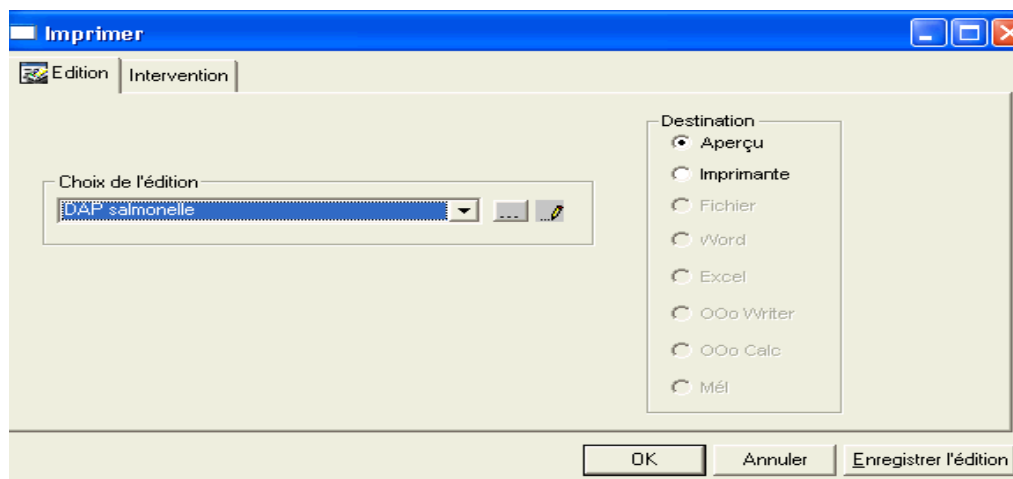 Imprimer
Edition
Intervention
Choix de l'édition
DAP salmonelle
...
Destination
Aperçu
Imprimante
Fichier
Word
Excel
OOo Writer
OOo Calc
Mél
OK
Annuler
Enregistrer l'édition